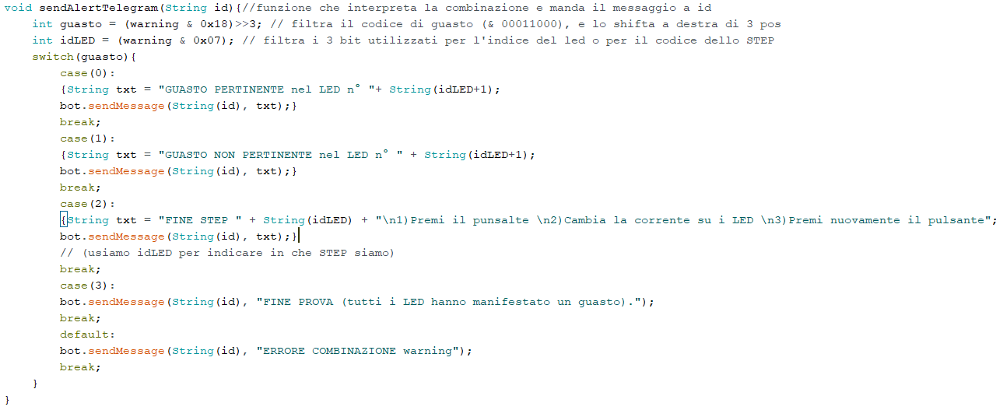 void sendAlertTelegram(String id){//funzione che interpreta la combinazione e manda il messaggio a id
    int guasto = (warning & 0x18)>>3; // filtra il codice di guasto (& 00011000), e lo shifta a destra di 3 pos
    int idLED = (warning & 0x07); // filtra i 3 bit utilizzati per l'indice del led o per il codice dello STEP
    switch(guasto){
        case(0):
        {String txt = "GUASTO PERTINENTE nel LED n° "+ String(idLED+1);
        bot.sendMessage(String(id), txt);}
        break;
        case(1):
        {String txt = "GUASTO NON PERTINENTE nel LED n° " + String(idLED+1);
        bot.sendMessage(String(id), txt);}
        break;
        case(2):
        {String txt = "FINE STEP " + String(idLED) + "\n1)Premi il punsalte \n2)Cambia la corrente su i LED \n3)Premi nuovamente il pulsante";
        bot.sendMessage(String(id), txt);}
        // (usiamo idLED per indicare in che STEP siamo)
        break;
        case(3):
        bot.sendMessage(String(id), "FINE PROVA (tutti i LED hanno manifestato un guasto).");
        break;
        default:
        bot.sendMessage(String(id), "ERRORE COMBINAZIONE warning");
        break;
    }
}